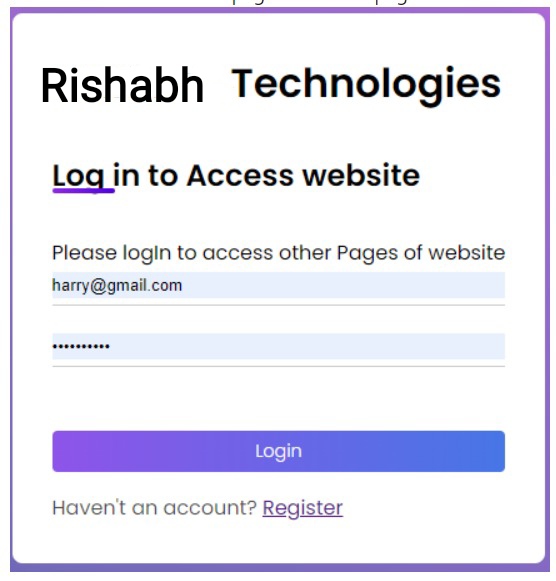 Rishabh Technologies
Log in to Access website
Please logIn to access other Pages of website
harry@gmail.com
••••••••••
Login
Haven't an account? Register